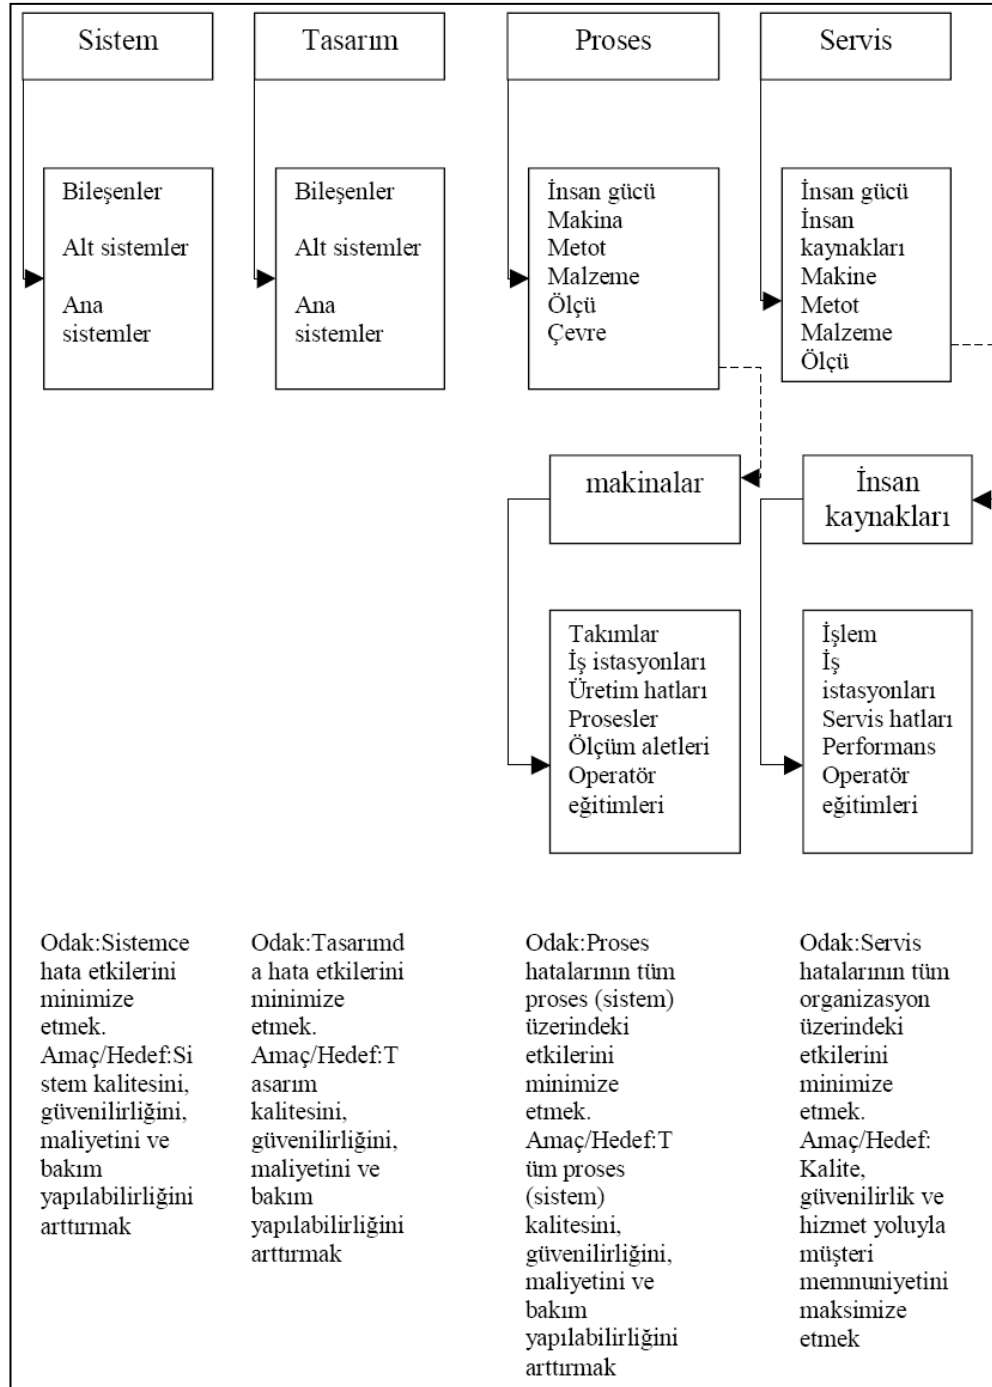 Sistem
Tasarım
Proses
Servis
Bileşenler
Alt sistemler
Ana
sistemler
Bileşenler
Alt sistemler
Ana
sistemler
İnsan gücü
Makina
Metot
Malzeme
Ölçü
Çevre
İnsan gücü
İnsan
kaynakları
Makine
Metot
Malzeme
Ölçü
makinalar
İnsan
kaynakları
Takımlar
İş istasyonları
Üretim hatları
Prosesler
Ölçüm aletleri
Operatör
eğitimleri
İşlem
İş
istasyonları
Servis hatları
Performans
Operatör
eğitimleri
Odak:Sistemce
hata etkilerini
minimize
etmek.
Amaç/Hedef:Si
stem kalitesini,
güvenilirliğini,
maliyetini ve
bakım
yapılabilirliğini
arttırmak
Odak:Tasarımd
a hata etkilerini
minimize
etmek.
Amaç/Hedef:T
asarım
kalitesini,
güvenilirliğini,
maliyetini ve
bakım
yapılabilirliğini
arttırmak
Odak:Proses
hatalarının tüm
proses (sistem)
üzerindeki
etkilerini
minimize
etmek.
Amaç/Hedef:T
üm proses
(sistem)
kalitesini,
güvenilirliğini,
maliyetini ve
bakım
yapılabilirliğini
arttırmak
Odak:Servis
hatalarının tüm
organizasyon
üzerindeki
etkilerini
minimize
etmek.
Amaç/Hedef:
Kalite,
güvenilirlik ve
hizmet yoluyla
müşteri
memnuniyetini
maksimize
etmek